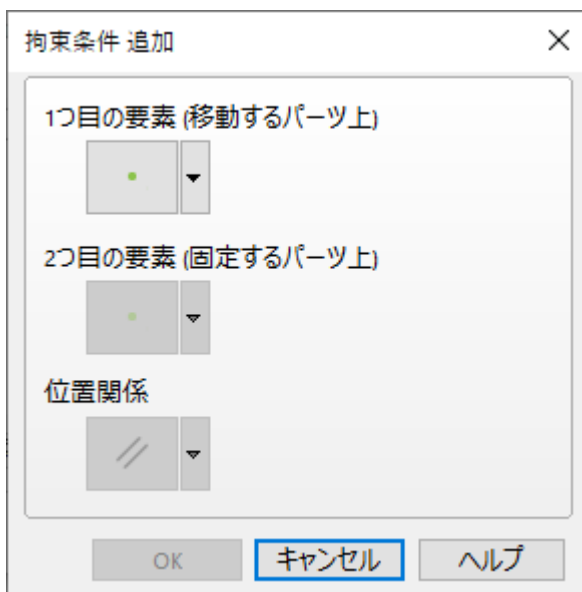 拘束条件 追加
1つ目の要素 (移動するパーツ上)
2つ目の要素 (固定するパーツ上)
位置関係
OK
キャンセル
ヘルプ